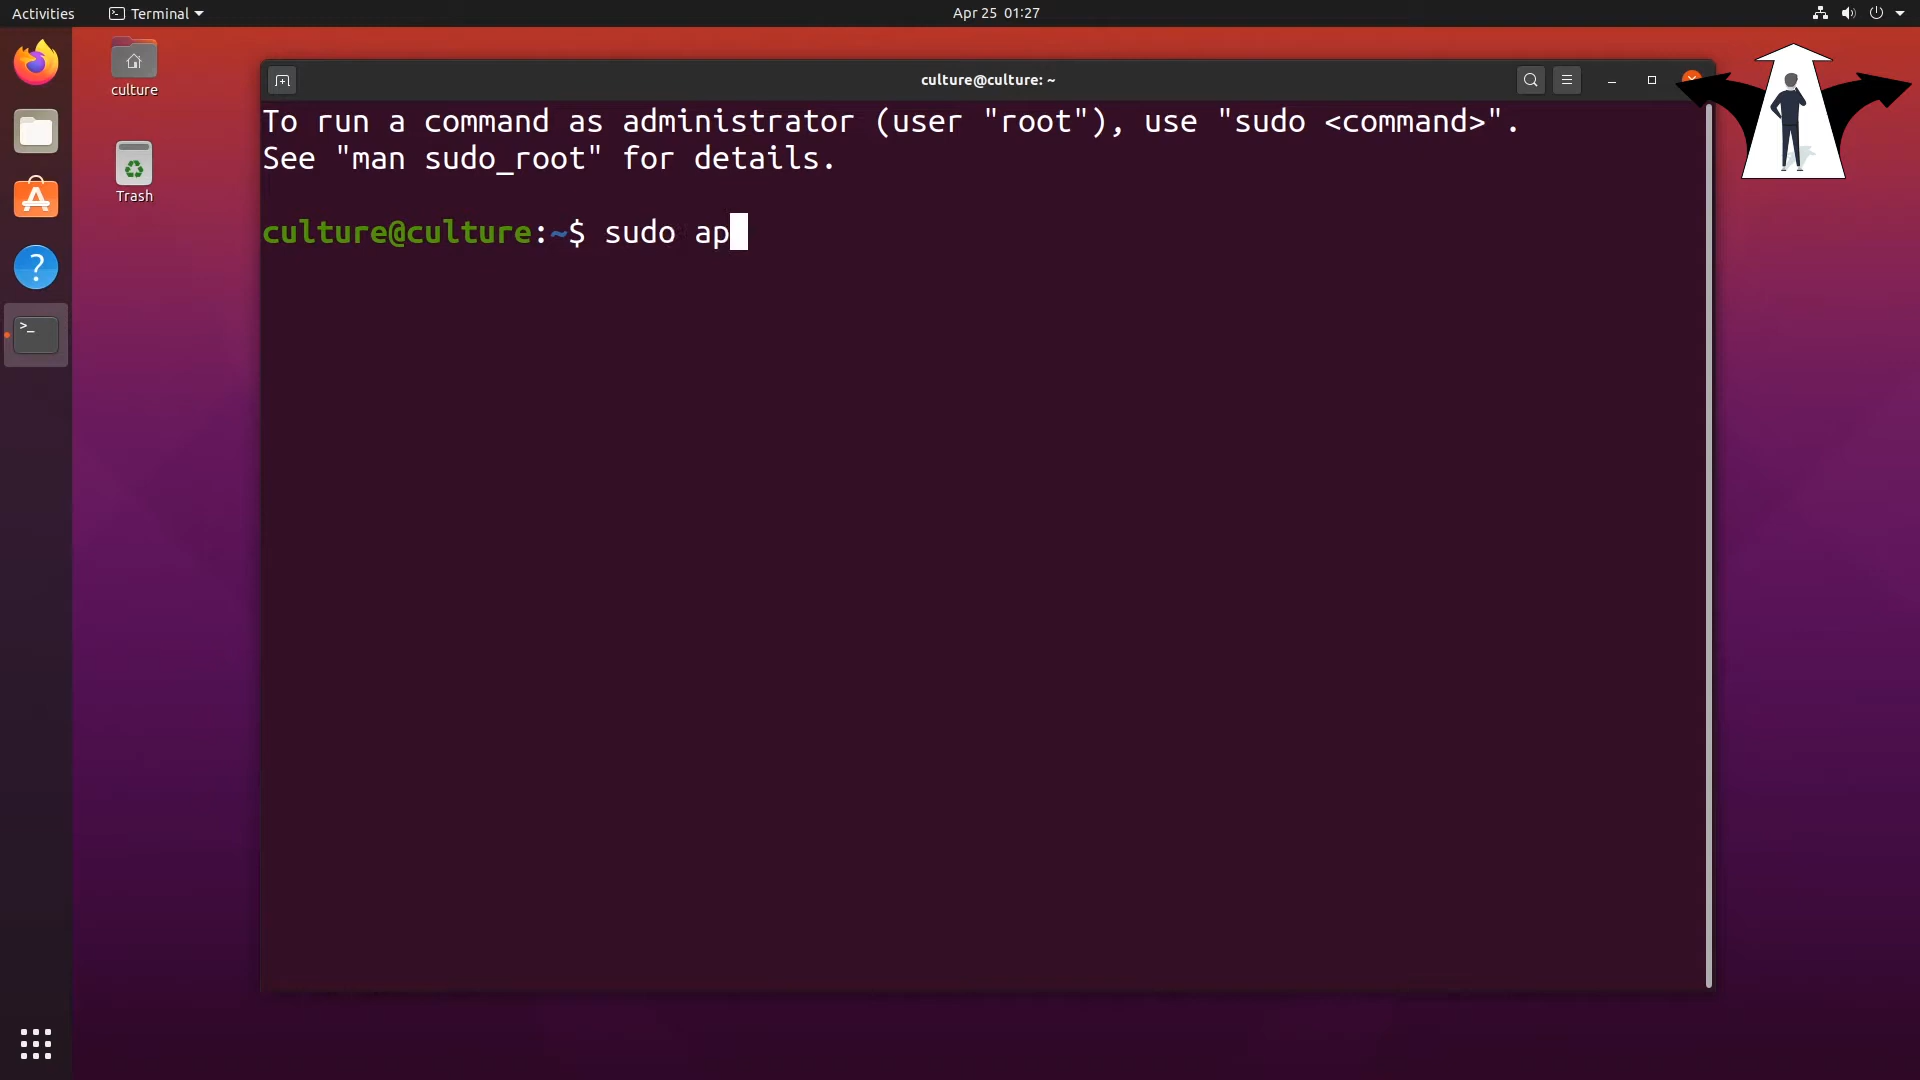 Activities
Terminal
Apr 25 01:27
culture
Trash
culture@culture: ~
To run a command as administrator (user "root"), use "sudo <command>".
See "man sudo_root" for details.
culture@culture:~$ sudo ap